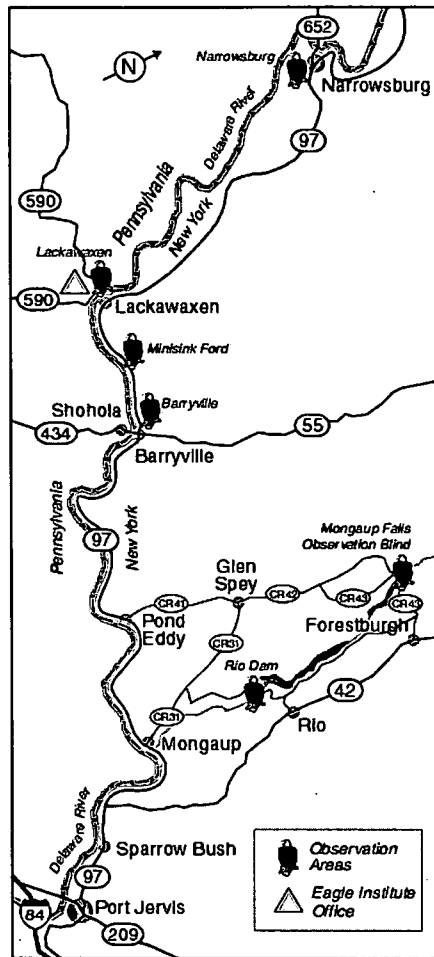 652
Narrowsburg
Narrowsburg
N
Delaware River
97
Pennsylvania
New York
590
Lackawaxen
590
Lackawaxen
Minisink Ford
Barryville
Shohola
434
55
Barryville
Pennsylvania
New York
97
Mongaup Falls
Observation Blind
Glen
Spey
CR41
CR42
CR43
CR43
Pond
Eddy
Forestburgh
CR31
Rio Dam
42
CR31
Rio
Mongaup
Delaware River
Sparrow Bush
97
Port Jervis
84
209
Observation
Areas
Eagle Institute
Office